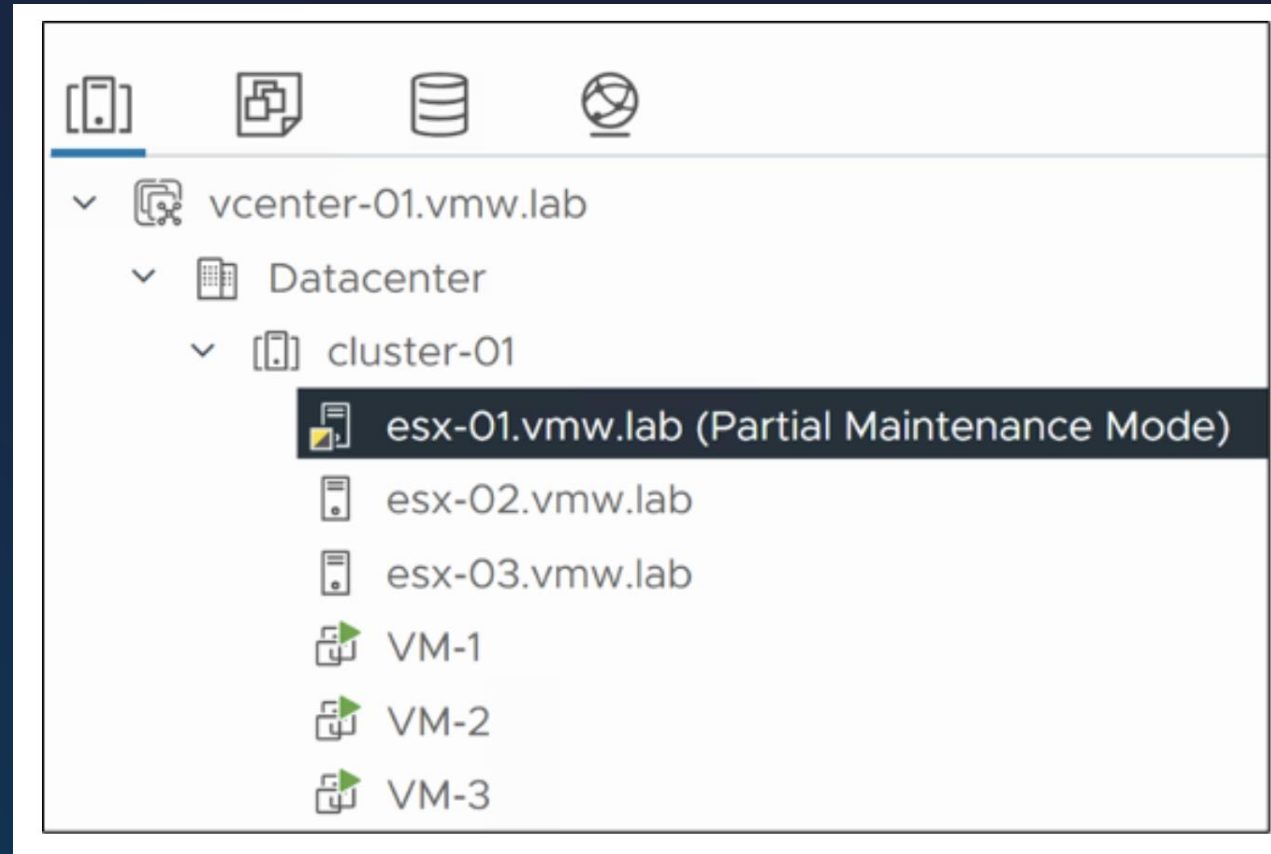 vcenter-01.vmw.lab
Datacenter
cluster-01
esx-01.vmw.lab (Partial Maintenance Mode)
esx-02.vmw.lab
esx-03.vmw.lab
VM-1
VM-2
VM-3